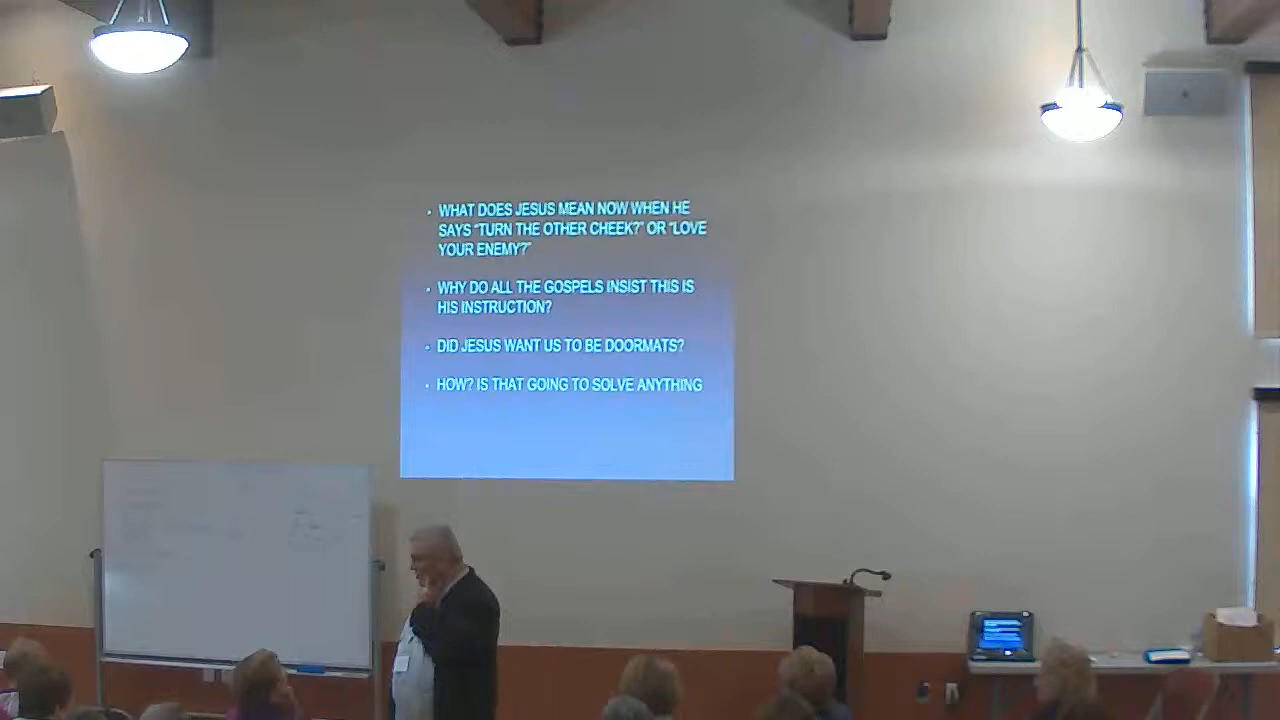 • WHAT DOES JESUS MEAN NOW WHEN HE
SAYS "TURN THE OTHER CHEEK?" OR "LOVE
YOUR ENEMY?"
• WHY DO ALL THE GOSPELS INSIST THIS IS
HIS INSTRUCTION?
• DID JESUS WANT US TO BE DOORMATS?
• HOW? IS THAT GOING TO SOLVE ANYTHING